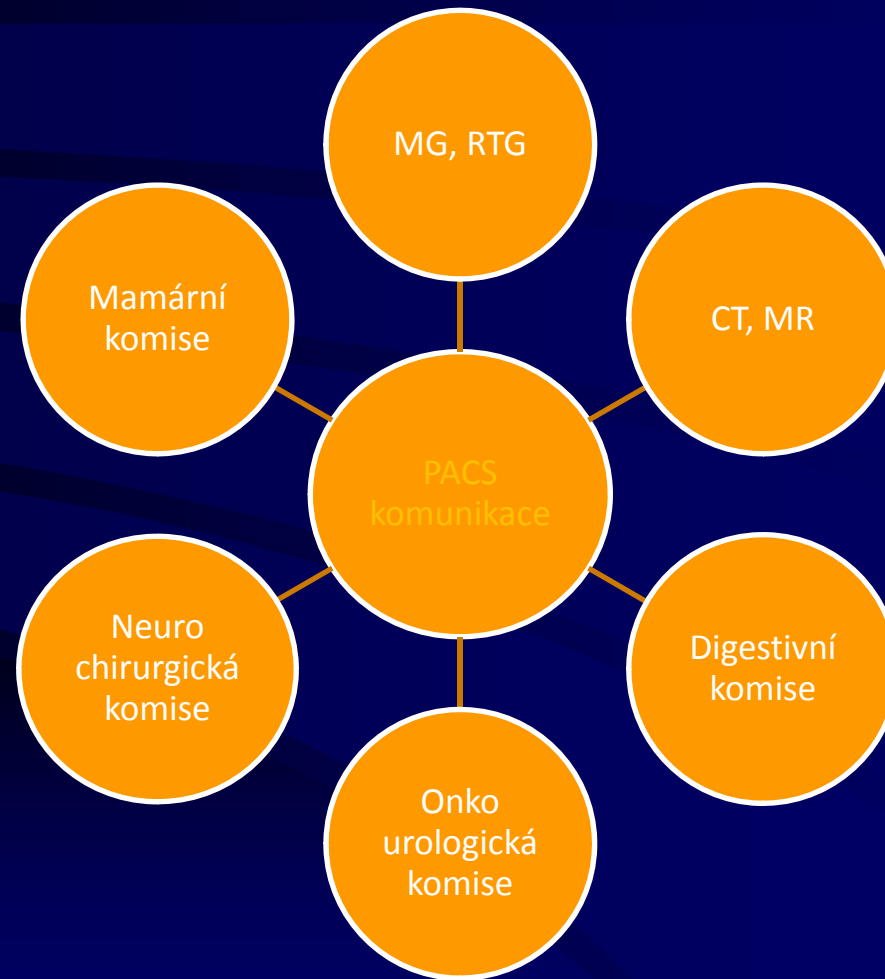 MG, RTG
Mamární
komise
CT, MR
PACS
komunikace
Neuro
chirurgická
komise
Digestivní
komise
Onko
urologická
komise